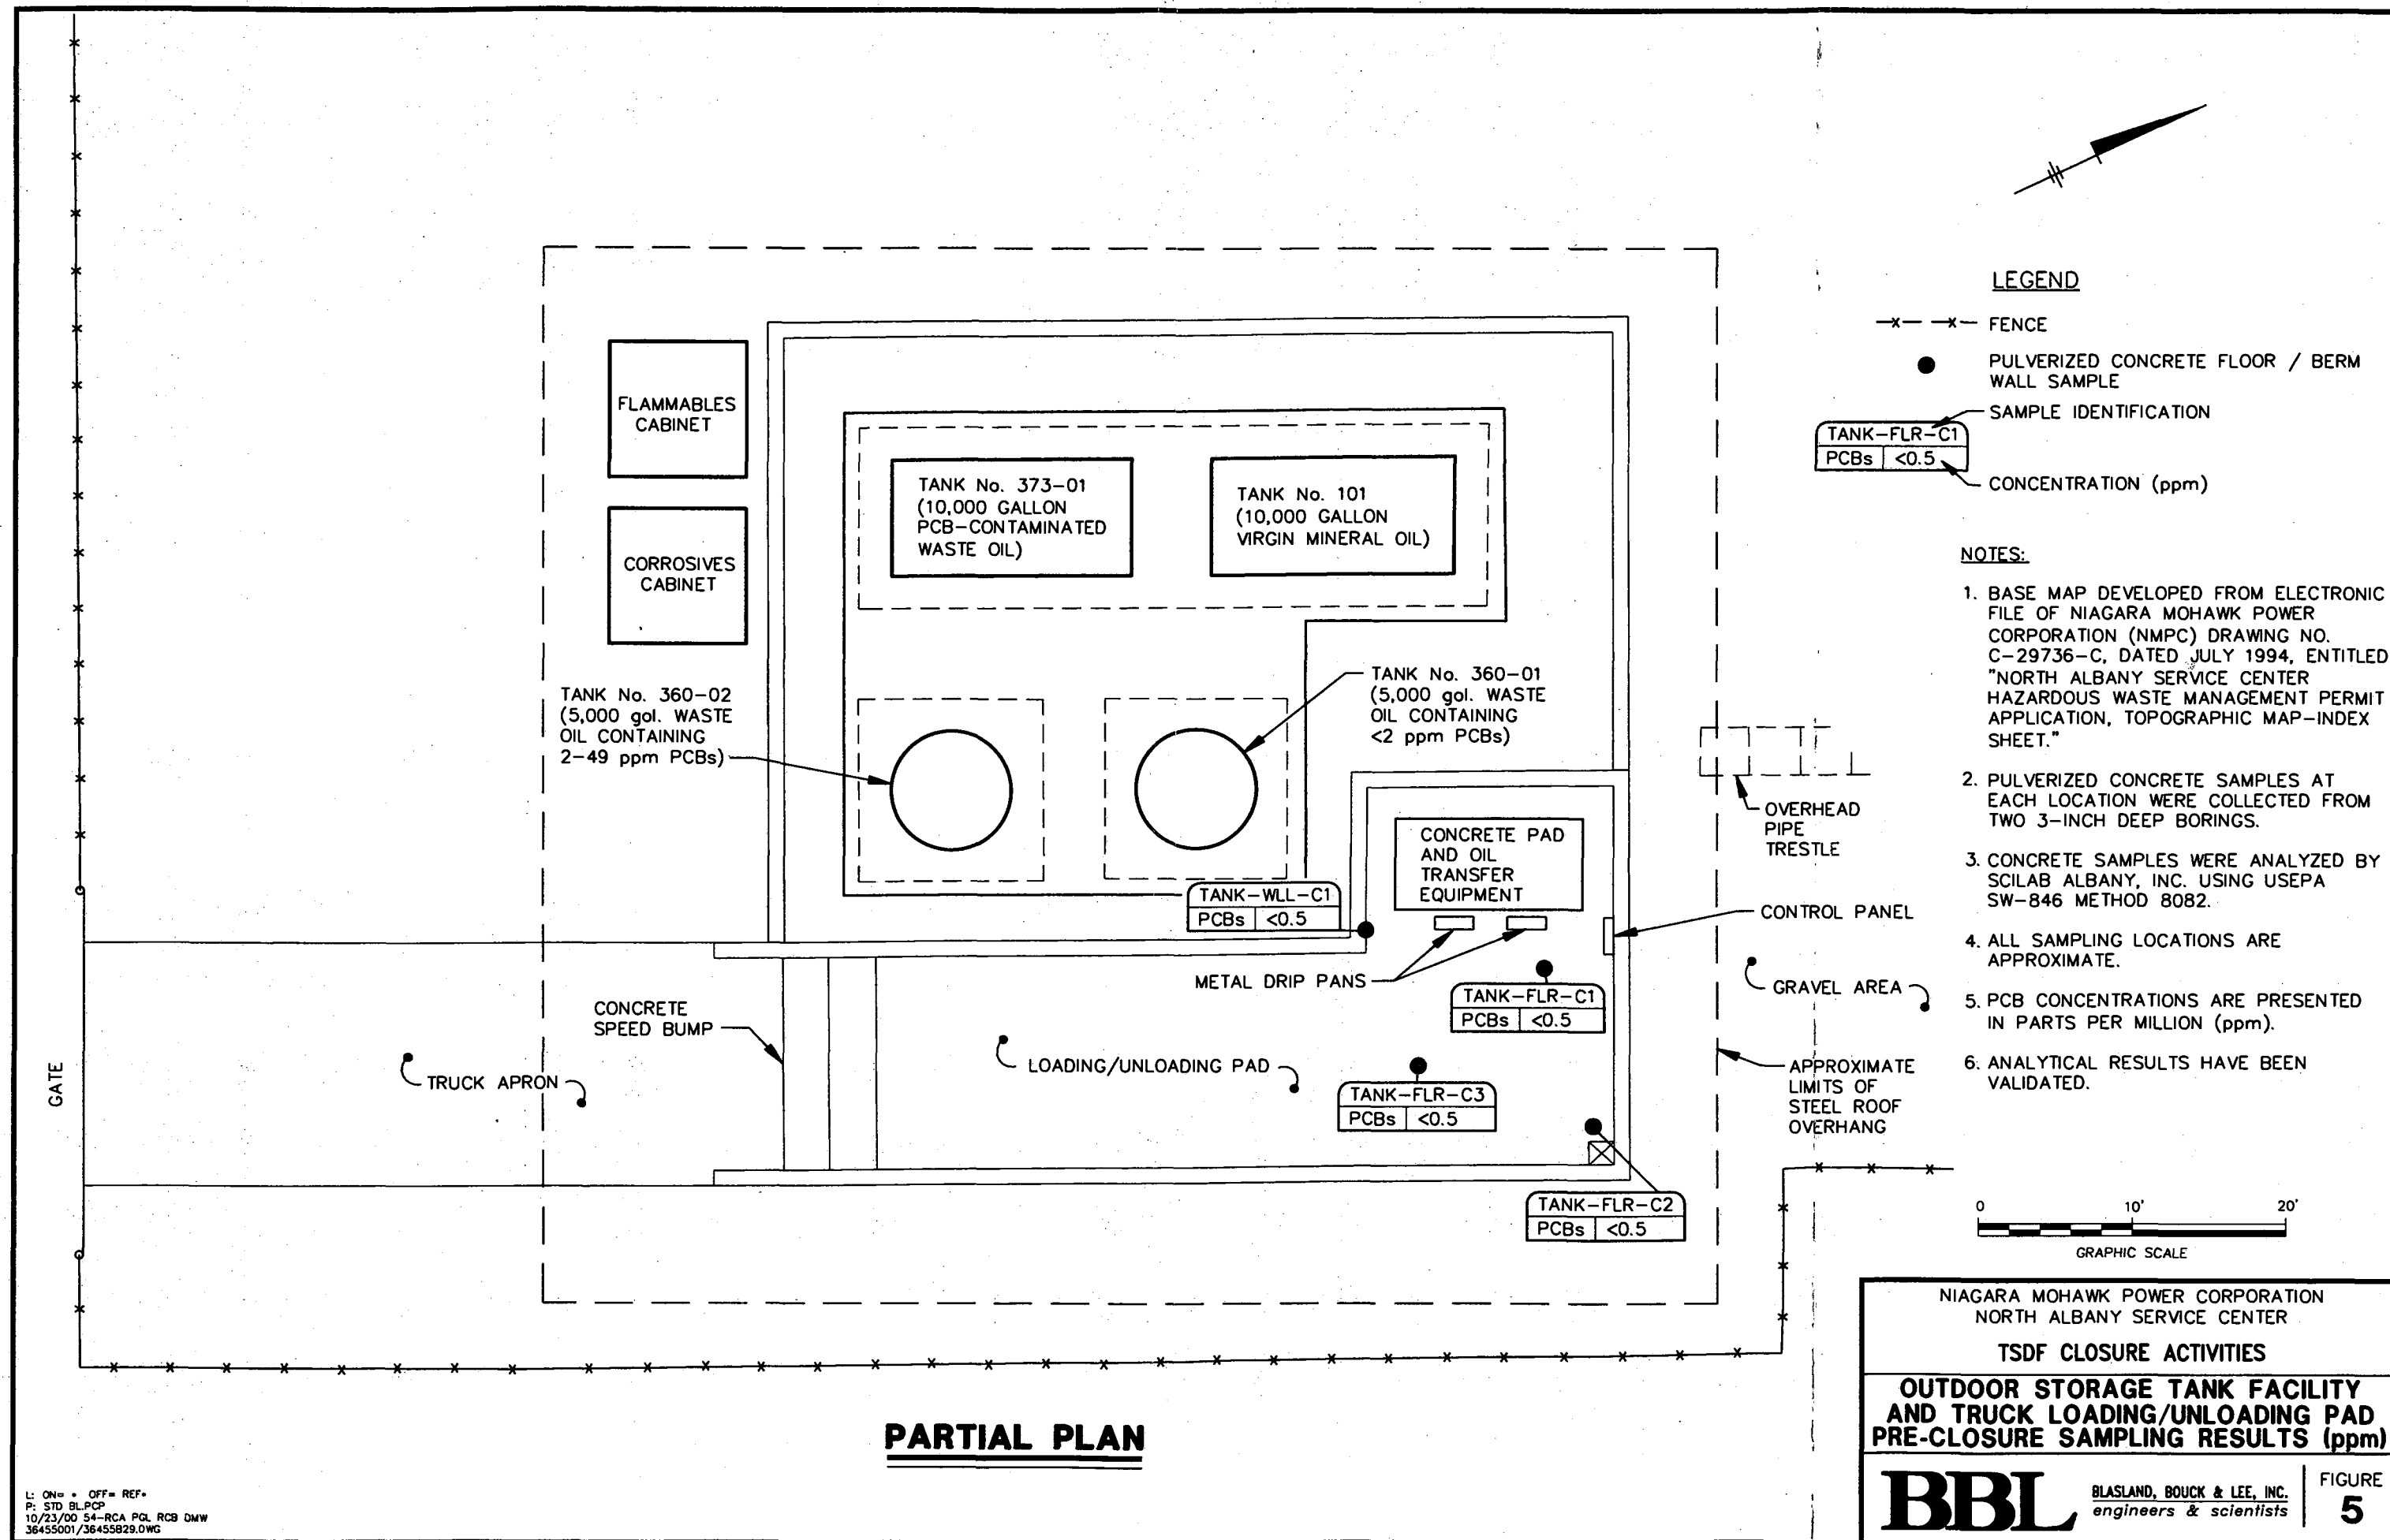 FLAMMABLES
CABINET
CORROSIVES
CABINET
TANK No. 373-01
(10,000 GALLON
PCB-CONTAMINATED
WASTE OIL)
TANK No. 101
(10,000 GALLON
VIRGIN MINERAL OIL)
TANK No. 360-02
(5,000 gal. WASTE
OIL CONTAINING
2-49 ppm PCBs)
TANK No. 360-01
(5,000 gal. WASTE
OIL CONTAINING
<2 ppm PCBs)
CONCRETE PAD
AND OIL
TRANSFER
EQUIPMENT
OVERHEAD
PIPE
TRESTLE
TANK-WLL-C1
PCBs <0.5
CONTROL PANEL
METAL DRIP PANS
TANK-FLR-C1
PCBs <0.5
GRAVEL AREA
CONCRETE
SPEED BUMP
GATE
TRUCK APRON
LOADING/UNLOADING PAD
TANK-FLR-C3
PCBs <0.5
APPROXIMATE
LIMITS OF
STEEL ROOF
OVERHANG
TANK-FLR-C2
PCBs <0.5
PARTIAL PLAN
LEGEND
-x- -x- FENCE
PULVERIZED CONCRETE FLOOR / BERM
WALL SAMPLE
SAMPLE IDENTIFICATION
TANK-FLR-C1
PCBs <0.5
CONCENTRATION (ppm)
NOTES:
1. BASE MAP DEVELOPED FROM ELECTRONIC
FILE OF NIAGARA MOHAWK POWER
CORPORATION (NMPC) DRAWING NO.
C-29736-C, DATED JULY 1994, ENTITLED
"NORTH ALBANY SERVICE CENTER
HAZARDOUS WASTE MANAGEMENT PERMIT
APPLICATION, TOPOGRAPHIC MAP-INDEX
SHEET."
2. PULVERIZED CONCRETE SAMPLES AT
EACH LOCATION WERE COLLECTED FROM
TWO 3-INCH DEEP BORINGS.
3. CONCRETE SAMPLES WERE ANALYZED BY
SCILAB ALBANY, INC. USING USEPA
SW-846 METHOD 8082.
4. ALL SAMPLING LOCATIONS ARE
APPROXIMATE.
5. PCB CONCENTRATIONS ARE PRESENTED
IN PARTS PER MILLION (ppm).
6. ANALYTICAL RESULTS HAVE BEEN
VALIDATED.
0 10' 20'
GRAPHIC SCALE
NIAGARA MOHAWK POWER CORPORATION
NORTH ALBANY SERVICE CENTER
TSDF CLOSURE ACTIVITIES
OUTDOOR STORAGE TANK FACILITY
AND TRUCK LOADING/UNLOADING PAD
PRE-CLOSURE SAMPLING RESULTS (ppm)
BBL
BLASLAND, BOUCK & LEE, INC.
engineers & scientists
FIGURE
5
L: ON= * OFF= REF*
P: STD BL.PCP
10/23/00 54-RCA PGL RCB DMW
36455001/36455B29.DWG